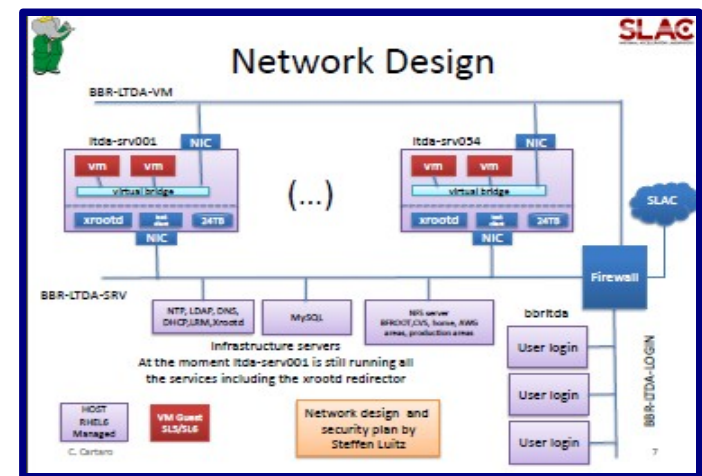 SLAC
NATIONAL ACCELERATOR LABORATORY
Network Design
BBR-LTDA-VM
ltda-srv001
NIC
vm
vm
virtual bridge
xrootd
24TB
NIC
(...)
ltda-srv054
NIC
vm
vm
virtual bridge
xrootd
24TB
NIC
SLAC
Firewall
BBR-LTDA-SRV
NTP, LDAP, DNS,
DHCP,LRM,Xrootd
MySQL
NFS server
BFROOT,CVS, home, AWG
areas, production areas
Infrastructure servers
At the moment ltda-srv001 is still running all
the services including the xrootd redirector
bbrltda
User login
User login
User login
BBR-LTDA-LOGIN
HOST
RHEL6
Managed
VM Guest
SL5/SL6
Network design and
security plan by
Steffen Luitz
C. Cartaro
7